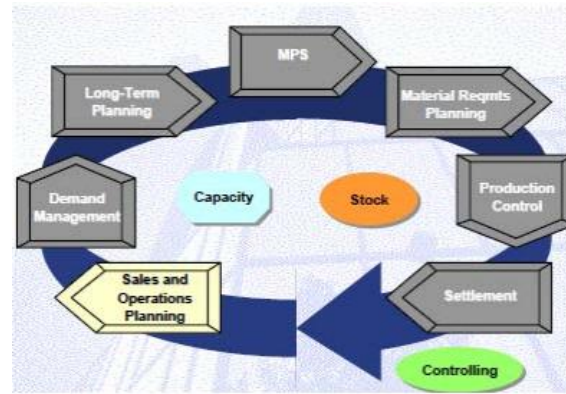 MPS
Long-Term
Planning
Material Reqmts
Planning
Demand
Management
Capacity
Stock
Production
Control
Sales and
Operations
Planning
Settlement
Controlling